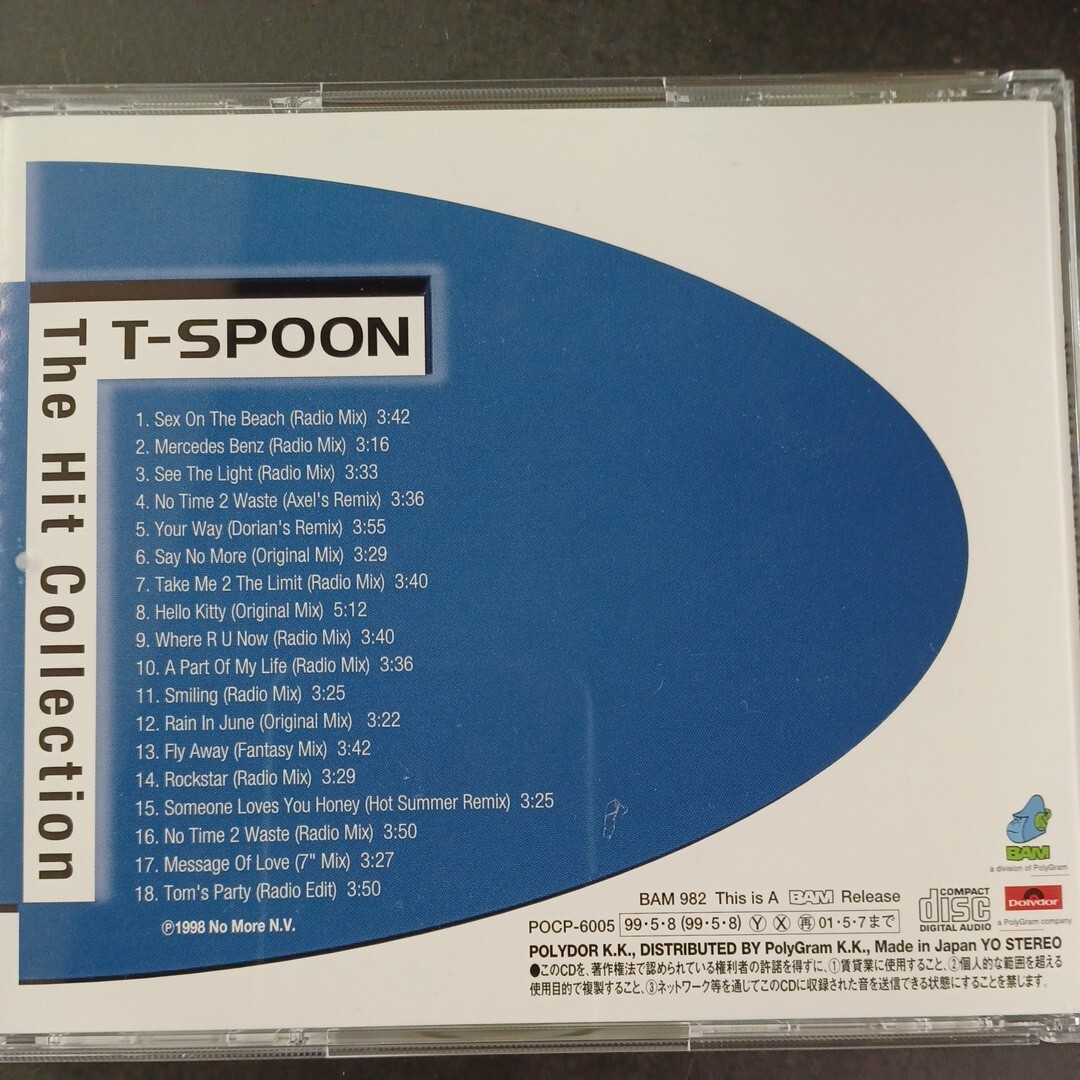 T-SPOON
The Hit Collection
1. Sex On The Beach (Radio Mix) 3:42
2. Mercedes Benz (Radio Mix) 3:16
3. See The Light (Radio Mix) 3:33
4. No Time 2 Waste (Axel's Remix) 3:36
5. Your Way (Dorian's Remix) 3:55
6. Say No More (Original Mix) 3:29
7. Take Me 2 The Limit (Radio Mix) 3:40
8. Hello Kitty (Original Mix) 5:12
9. Where R U Now (Radio Mix) 3:40
10. A Part Of My Life (Radio Mix) 3:36
11. Smiling (Radio Mix) 3:25
12. Rain In June (Original Mix) 3:22
13. Fly Away (Fantasy Mix) 3:42
14. Rockstar (Radio Mix) 3:29
15. Someone Loves You Honey (Hot Summer Remix) 3:25
16. No Time 2 Waste (Radio Mix) 3:50
17. Message Of Love (7" Mix) 3:27
18. Tom's Party (Radio Edit) 3:50
℗1998 No More N.V.
BAM
a division of PolyGram
BAM 982 This is A BAM Release
COMPACT
disc
DIGITAL AUDIO
Polydor
a PolyGram company
POCP-6005 99・5・8 (99・5・8) Ⓨ Ⓧ ㊢ 01・5・7まで
POLYDOR K.K., DISTRIBUTED BY PolyGram K.K., Made in Japan YO STEREO
●このCDを、著作権法で認められている権利者の許諾を得ずに、①賃貸業に使用すること、②個人的な範囲を超える
使用目的で複製すること、③ネットワーク等を通じてこのCDに収録された音を送信できる状態にすることを禁じます。